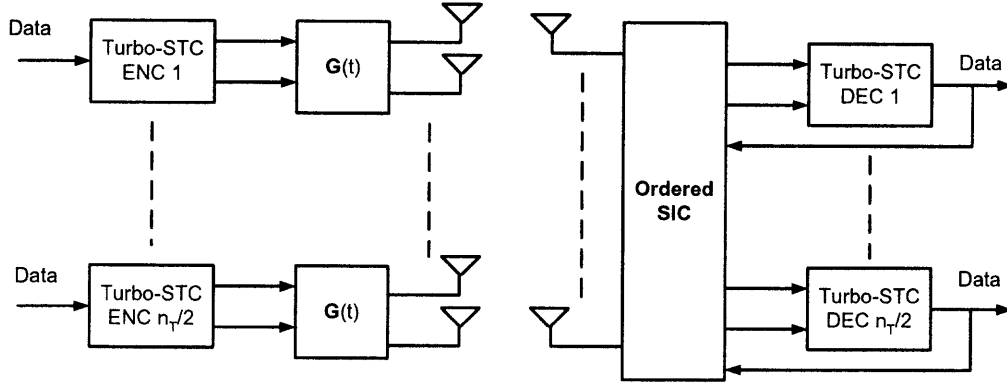 Data
Turbo-STC
ENC 1
G(t)
Turbo-STC
DEC 1
Data
Ordered
SIC
Data
Turbo-STC
ENC n_T/2
G(t)
Turbo-STC
DEC n_T/2
Data